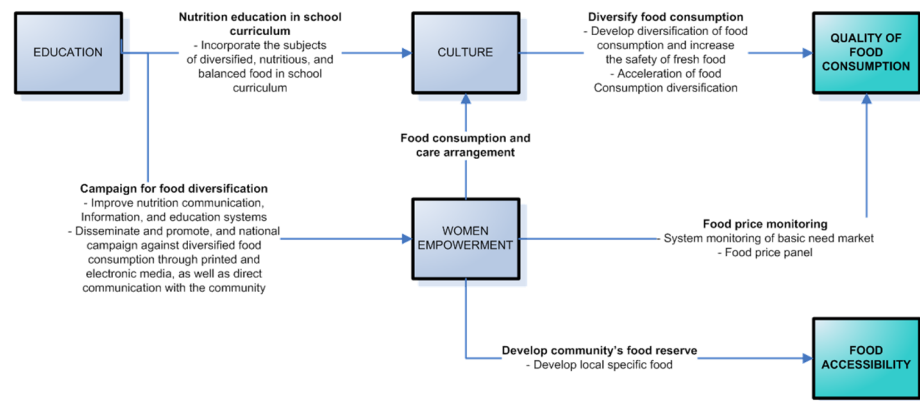 EDUCATION
Nutrition education in school
curriculum
- Incorporate the subjects
of diversified, nutritious, and
balanced food in school
curriculum
CULTURE
Diversify food consumption
- Develop diversification of food
consumption and increase
the safety of fresh food
- Acceleration of food
Consumption diversification
QUALITY OF
FOOD
CONSUMPTION
Food consumption and
care arrangement
Campaign for food diversification
- Improve nutrition communication,
Information, and education systems
- Disseminate and promote, and national
campaign against diversified food
consumption through printed and
electronic media, as well as direct
communication with the community
WOMEN
EMPOWERMENT
Food price monitoring
- System monitoring of basic need market
- Food price panel
Develop community's food reserve
- Develop local specific food
FOOD
ACCESSIBILITY